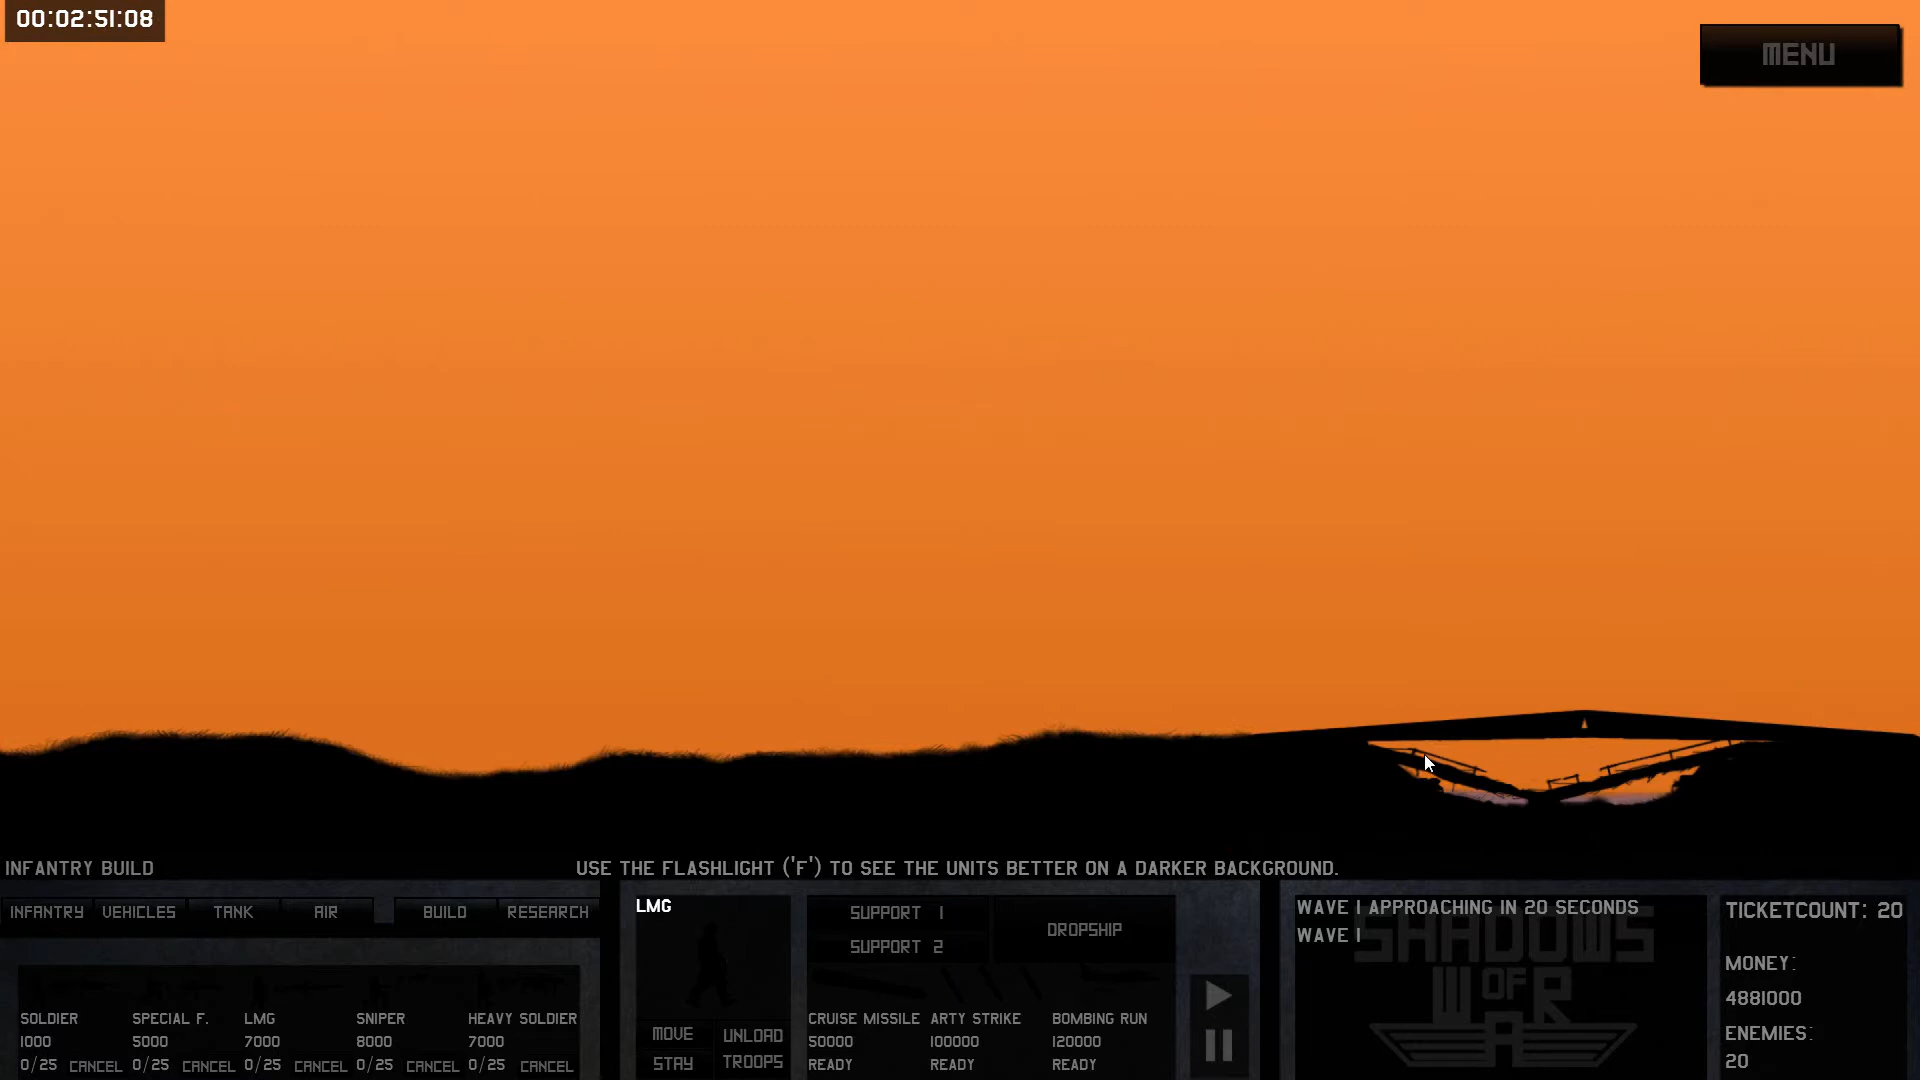 00:02:51:08
MENU
INFANTRY BUILD
USE THE FLASHLIGHT ('F') TO SEE THE UNITS BETTER ON A DARKER BACKGROUND.
INFANTRY VEHICLES TANK AIR BUILD RESEARCH
SOLDIER SPECIAL F. LMG SNIPER HEAVY SOLDIER
1000 5000 7000 8000 7000
0/25 CANCEL 0/25 CANCEL 0/25 CANCEL 0/25 CANCEL 0/25 CANCEL
LMG
MOVE UNLOAD
STAY TROOPS
SUPPORT 1
SUPPORT 2
DROPSHIP
CRUISE MISSILE ARTY STRIKE BOMBING RUN
50000 100000 120000
READY READY READY
WAVE 1 APPROACHING IN 20 SECONDS
WAVE 1
SHADOWS
OF
WAR
TICKETCOUNT: 20
MONEY:
4881000
ENEMIES:
20